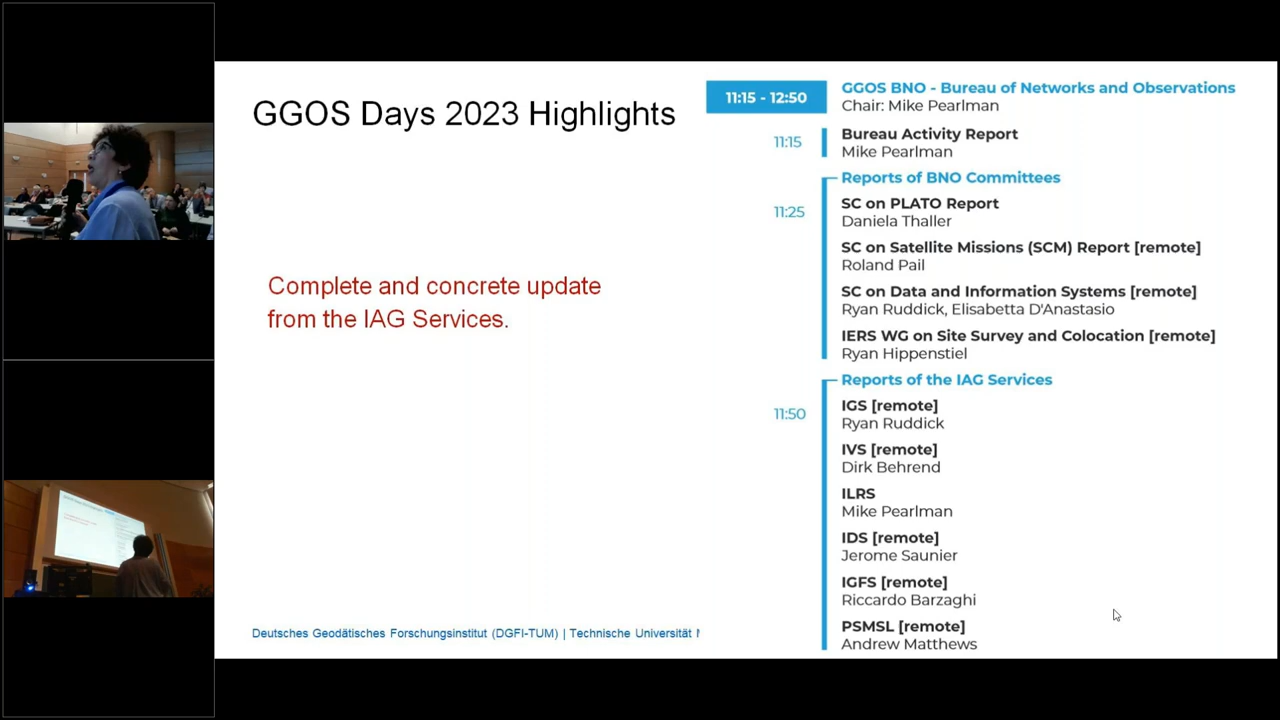 GGOS Days 2023 Highlights
Complete and concrete update
from the IAG Services.
Deutsches Geodätisches Forschungsinstitut (DGFI-TUM) | Technische Universität
11:15 - 12:50
GGOS BNO - Bureau of Networks and Observations
Chair: Mike Pearlman
11:15
Bureau Activity Report
Mike Pearlman
Reports of BNO Committees
11:25
SC on PLATO Report
Daniela Thaller
SC on Satellite Missions (SCM) Report [remote]
Roland Pail
SC on Data and Information Systems [remote]
Ryan Ruddick, Elisabetta D'Anastasio
IERS WG on Site Survey and Colocation [remote]
Ryan Hippenstiel
Reports of the IAG Services
11:50
IGS [remote]
Ryan Ruddick
IVS [remote]
Dirk Behrend
ILRS
Mike Pearlman
IDS [remote]
Jerome Saunier
IGFS [remote]
Riccardo Barzaghi
PSMSL [remote]
Andrew Matthews